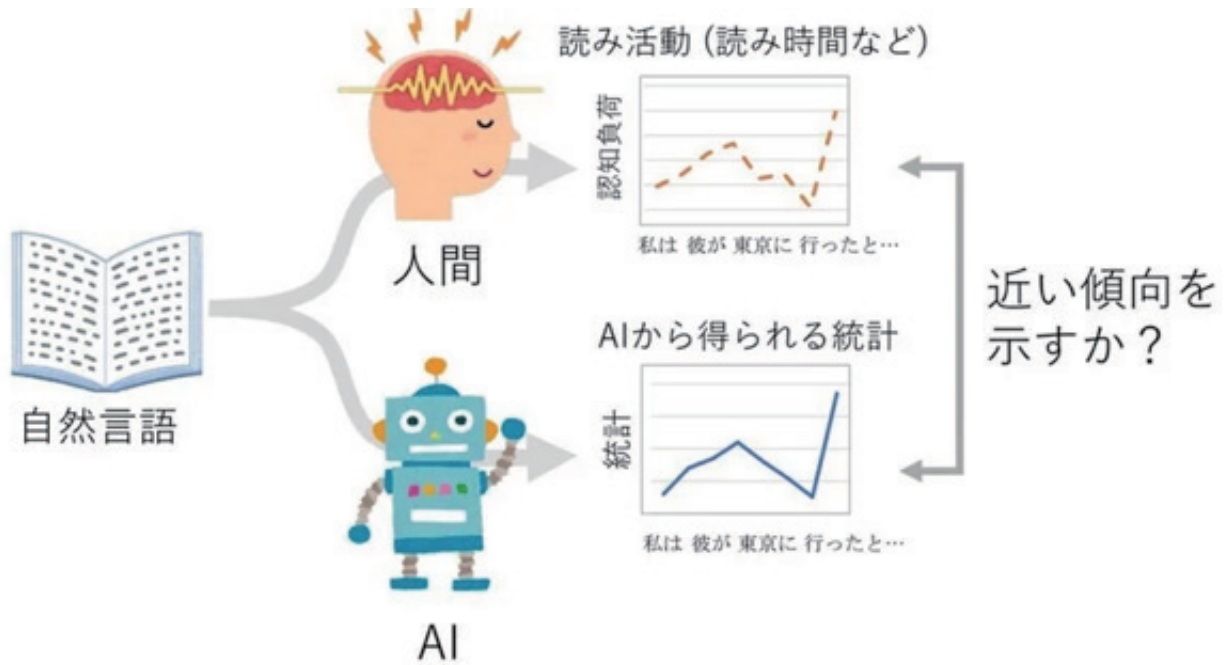 読み活動 (読み時間など)
認知負荷
私は 彼が 東京に 行ったと…
人間
自然言語
AIから得られる統計
統計
私は 彼が 東京に 行ったと…
AI
近い傾向を
示すか？